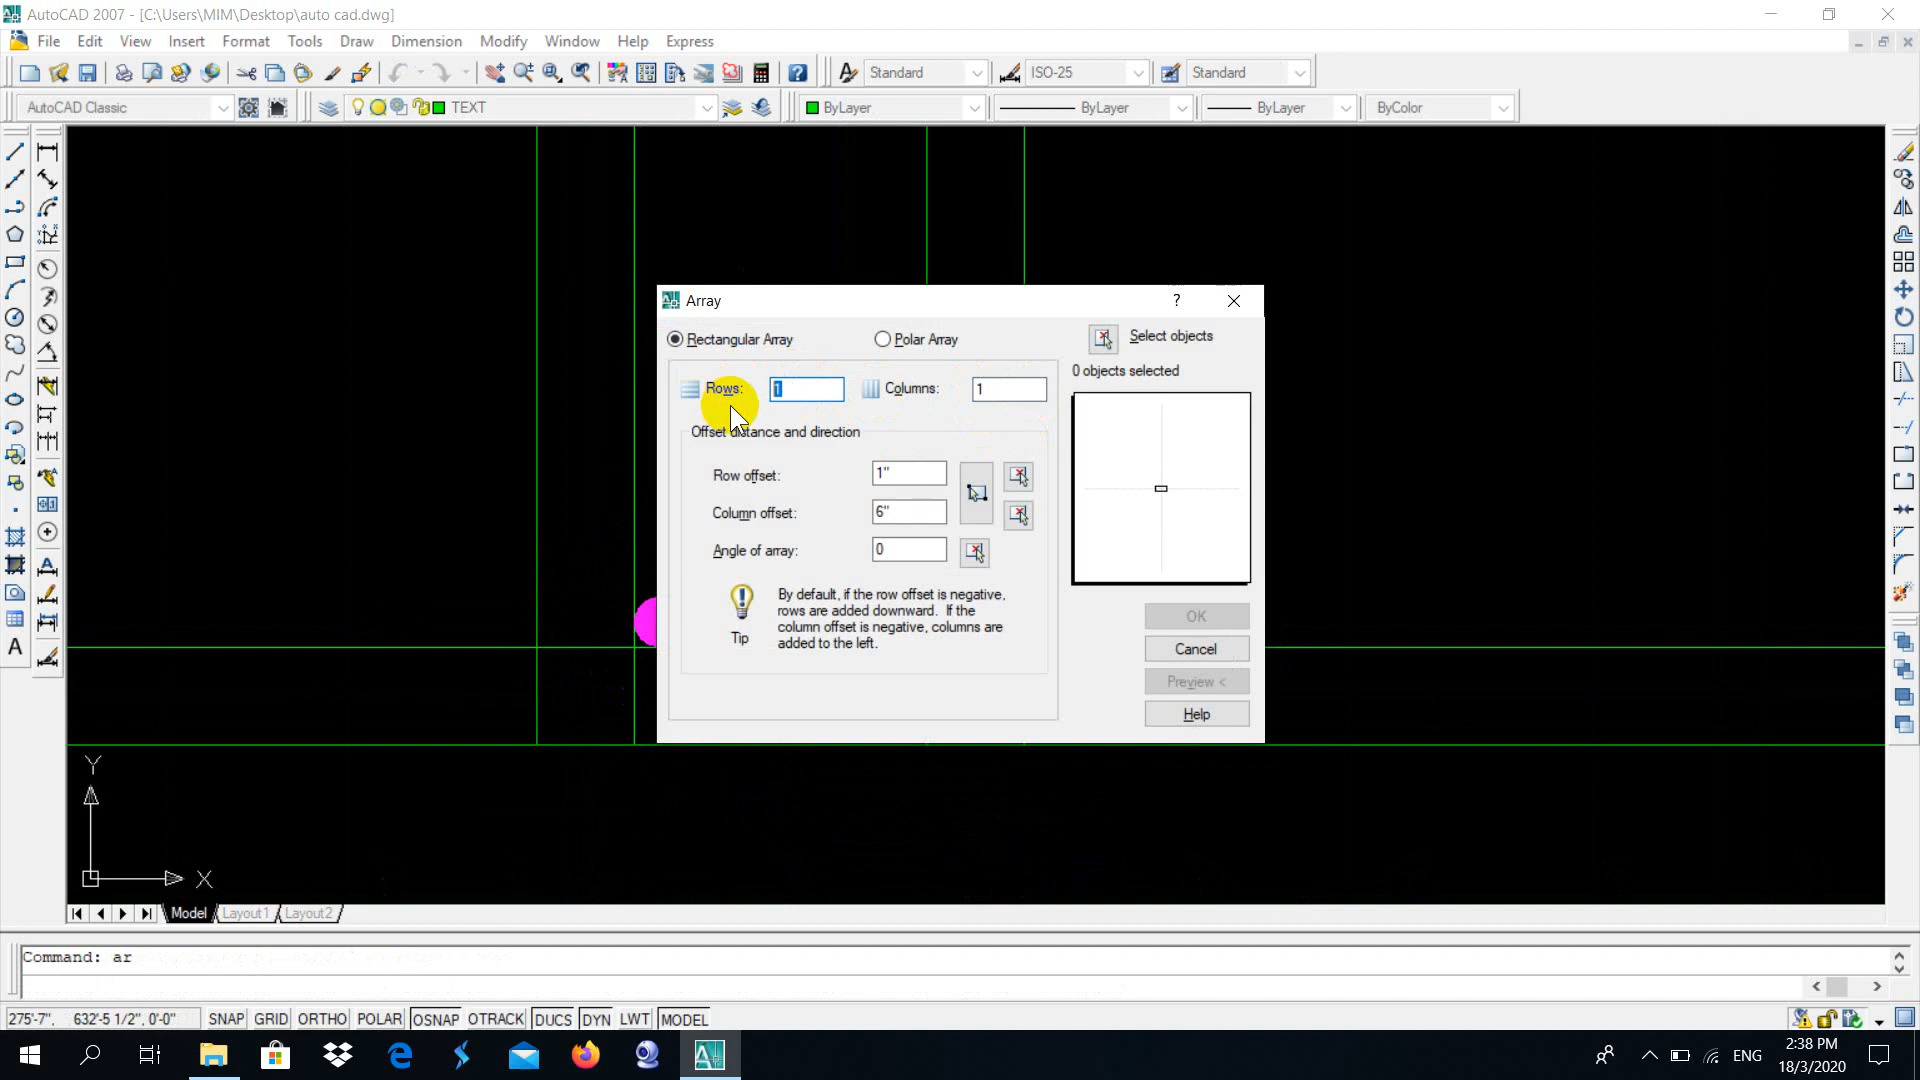 AutoCAD 2007 - [C:\Users\MIM\Desktop\auto cad.dwg]
File Edit View Insert Format Tools Draw Dimension Modify Window Help Express
Standard ISO-25 Standard
AutoCAD Classic TEXT ByLayer ByLayer ByLayer ByColor
Array ?
Rectangular Array Polar Array Select objects
0 objects selected
Rows: 1 Columns: 1
Offset distance and direction
Row offset: 1"
Column offset: 6"
Angle of array: 0
Tip
By default, if the row offset is negative,
rows are added downward. If the
column offset is negative, columns are
added to the left.
OK
Cancel
Preview <
Help
Y
X
Model Layout1 Layout2
Command: ar
275'-7", 632'-5 1/2", 0'-0" SNAP GRID ORTHO POLAR OSNAP OTRACK DUCS DYN LWT MODEL
ENG
2:38 PM
18/3/2020